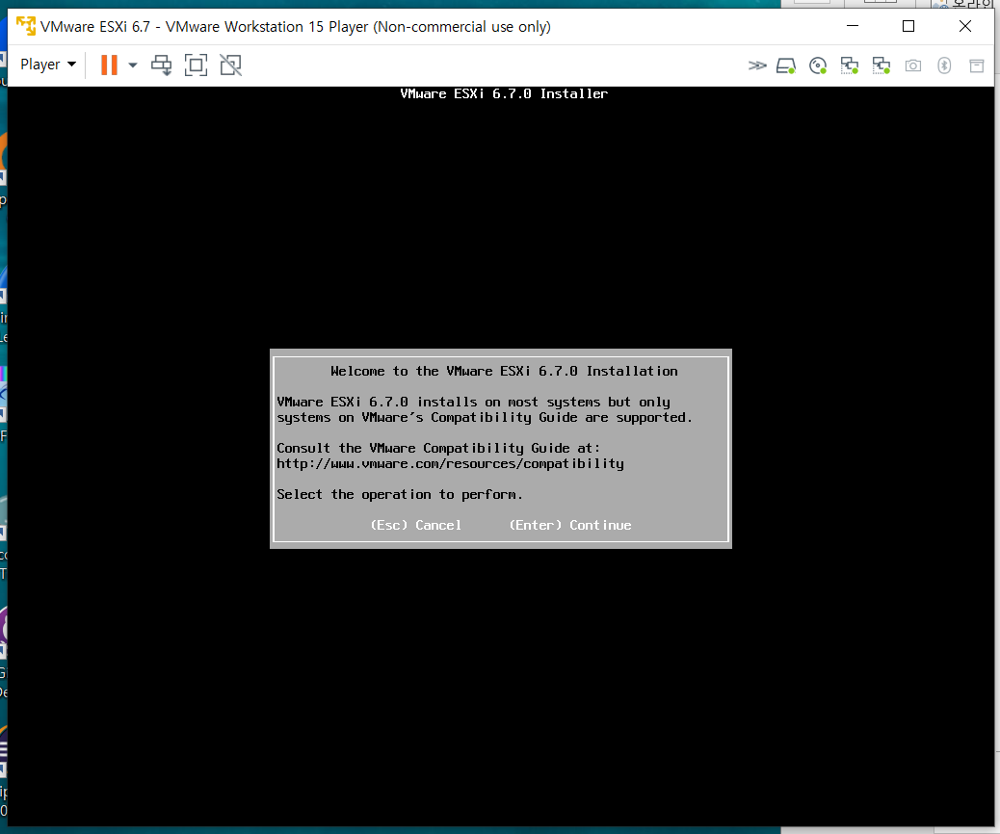 온라인
VMware ESXi 6.7 - VMware Workstation 15 Player (Non-commercial use only)
Player
VMware ESXi 6.7.0 Installer
Welcome to the VMware ESXi 6.7.0 Installation
VMware ESXi 6.7.0 installs on most systems but only
systems on VMware's Compatibility Guide are supported.
Consult the VMware Compatibility Guide at:
http://www.vmware.com/resources/compatibility
Select the operation to perform.
(Esc) Cancel (Enter) Continue